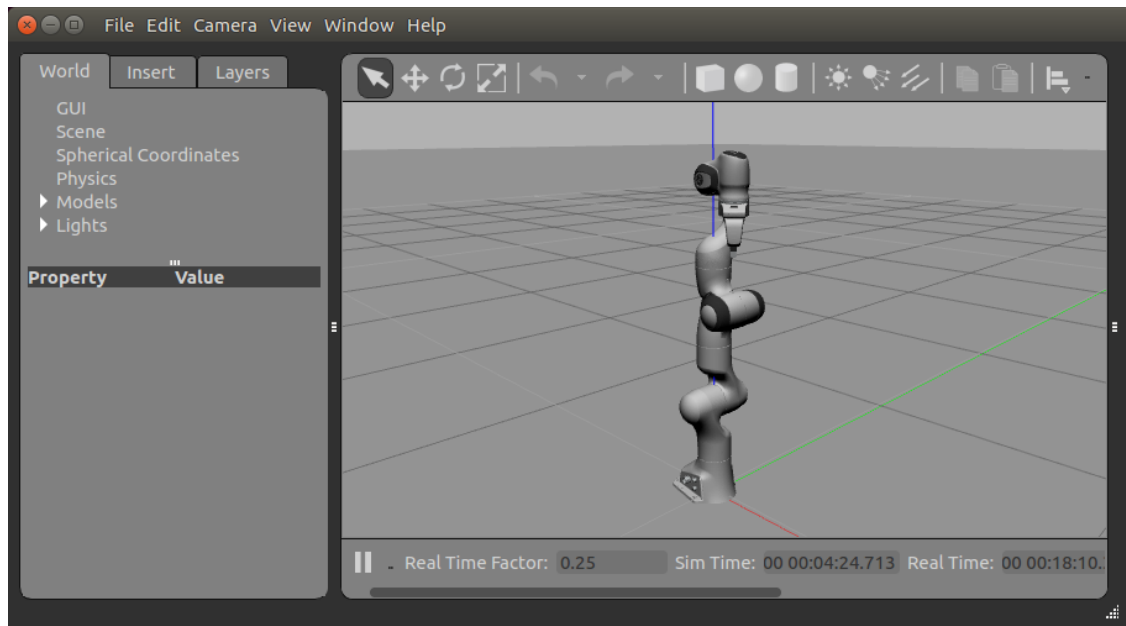 File Edit Camera View Window Help
World Insert Layers
GUI
Scene
Spherical Coordinates
Physics
Models
Lights
Property Value
Real Time Factor: 0.25 Sim Time: 00 00:04:24.713 Real Time: 00 00:18:10.